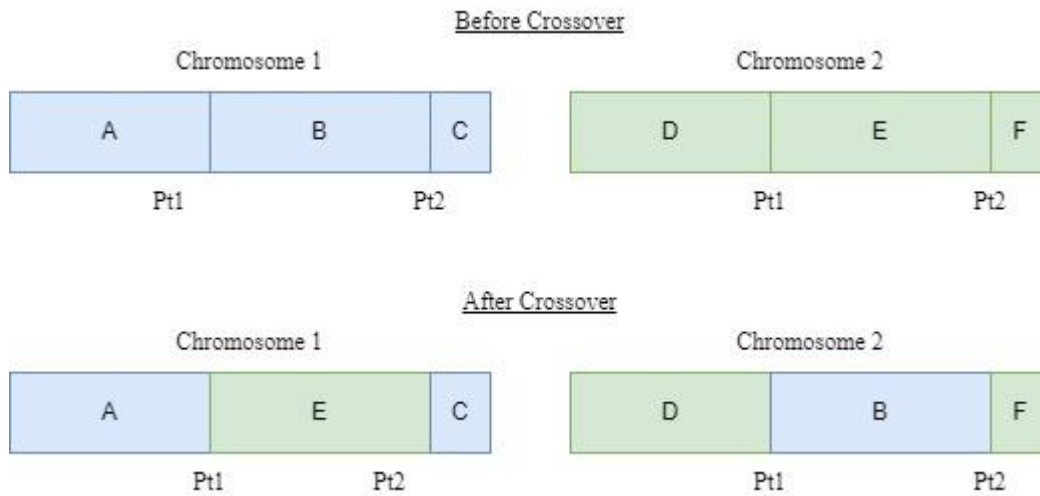 Before Crossover
Chromosome 1 Chromosome 2
A B C D E F
Pt1 Pt2 Pt1 Pt2
After Crossover
Chromosome 1 Chromosome 2
A E C D B F
Pt1 Pt2 Pt1 Pt2